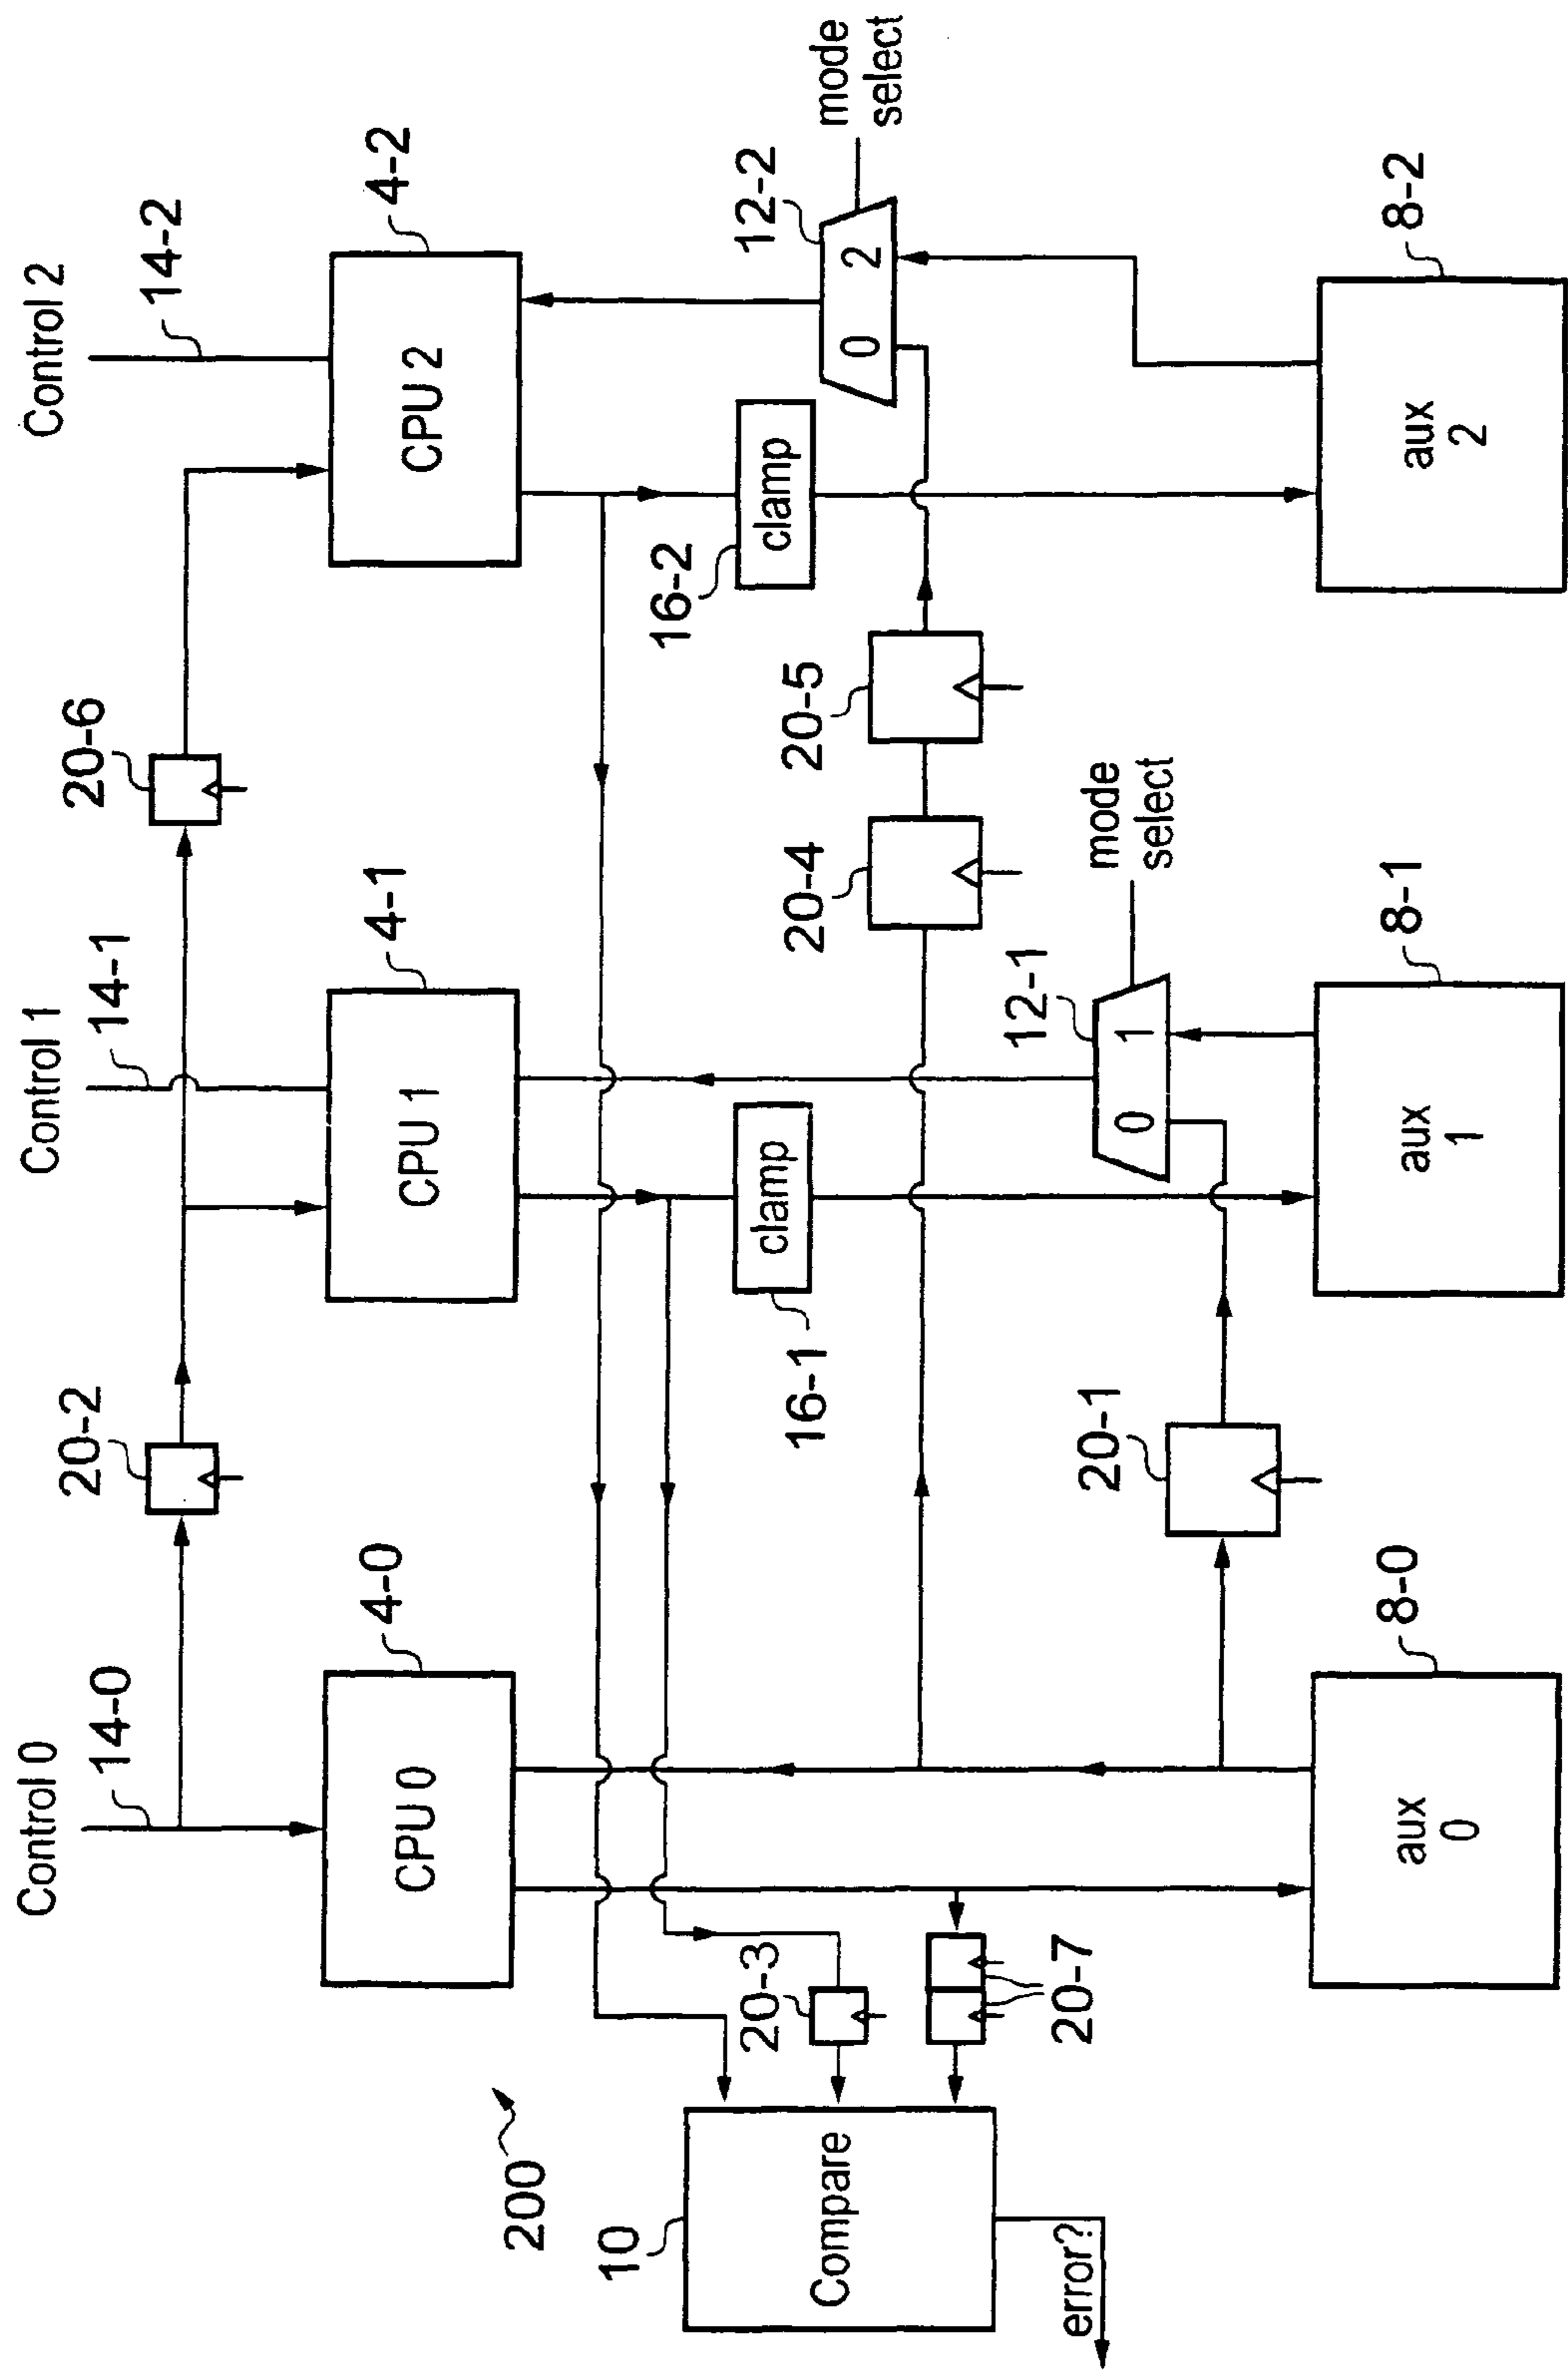 Control 0
14-0
20-2
Control 1
14-1
20-6
Control 2
14-2
CPU 0
4-0
CPU 1
4-1
CPU 2
4-2
200
10
Compare
error?
20-3
20-7
clamp
16-1
clamp
16-2
20-4
20-5
0 2
12-2
mode
select
20-1
0 1
12-1
mode
select
aux
0
8-0
aux
1
8-1
aux
2
8-2